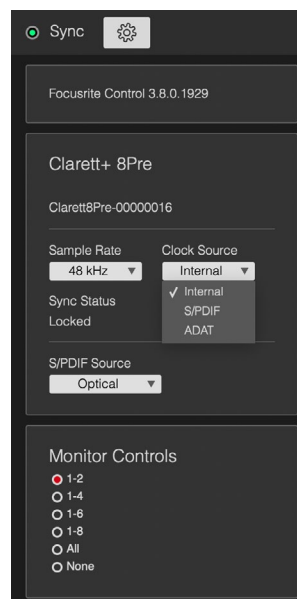 Sync
Focusrite Control 3.8.0.1929
Clarett+ 8Pre
Clarett8Pre-00000016
Sample Rate Clock Source
48 kHz Internal
✓ Internal
S/PDIF
ADAT
Sync Status
Locked
S/PDIF Source
Optical
Monitor Controls
1-2
1-4
1-6
1-8
All
None